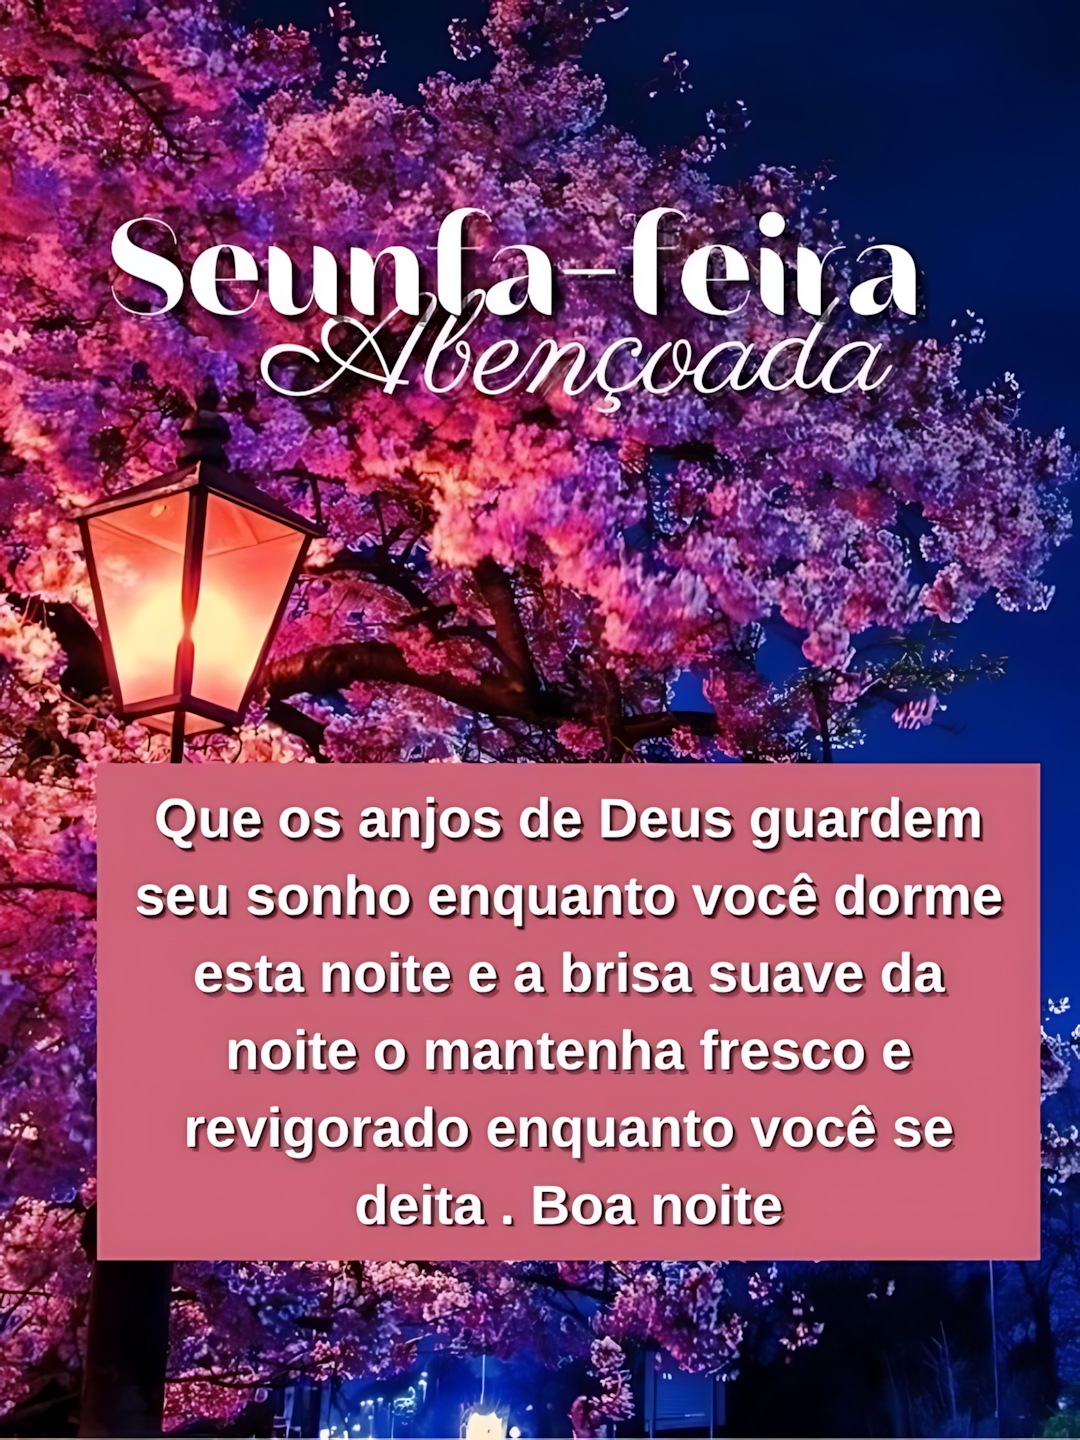 Seunfa-feira
Abençoada
Que os anjos de Deus guardem
seu sonho enquanto você dorme
esta noite e a brisa suave da
noite o mantenha fresco e
revigorado enquanto você se
deita . Boa noite